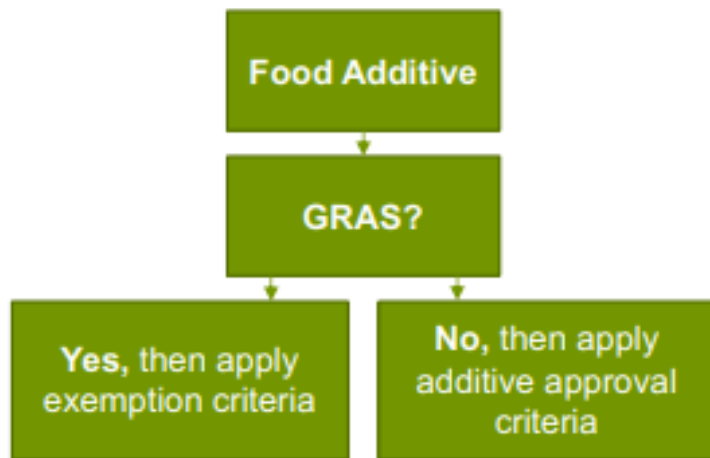 Food Additive
GRAS?
Yes, then apply
exemption criteria
No, then apply
additive approval
criteria